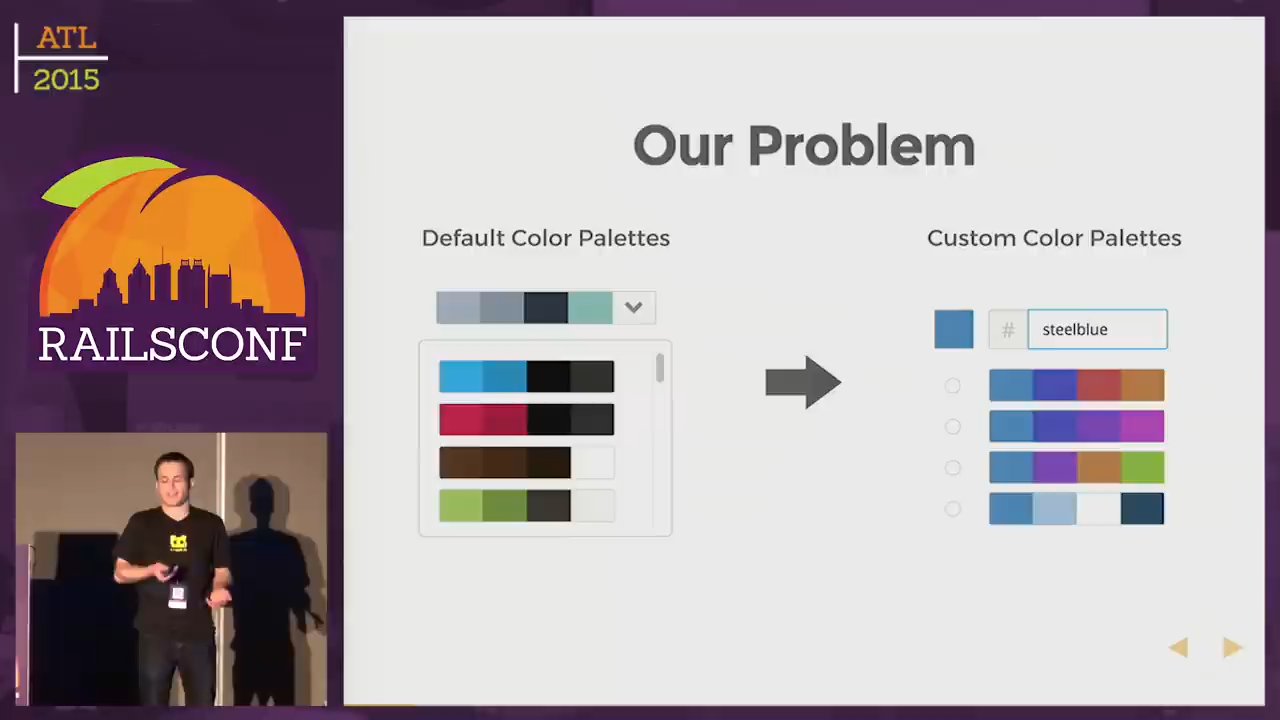 ATL
2015
RAILSCONF
Our Problem
Default Color Palettes
Custom Color Palettes
#
steelblue